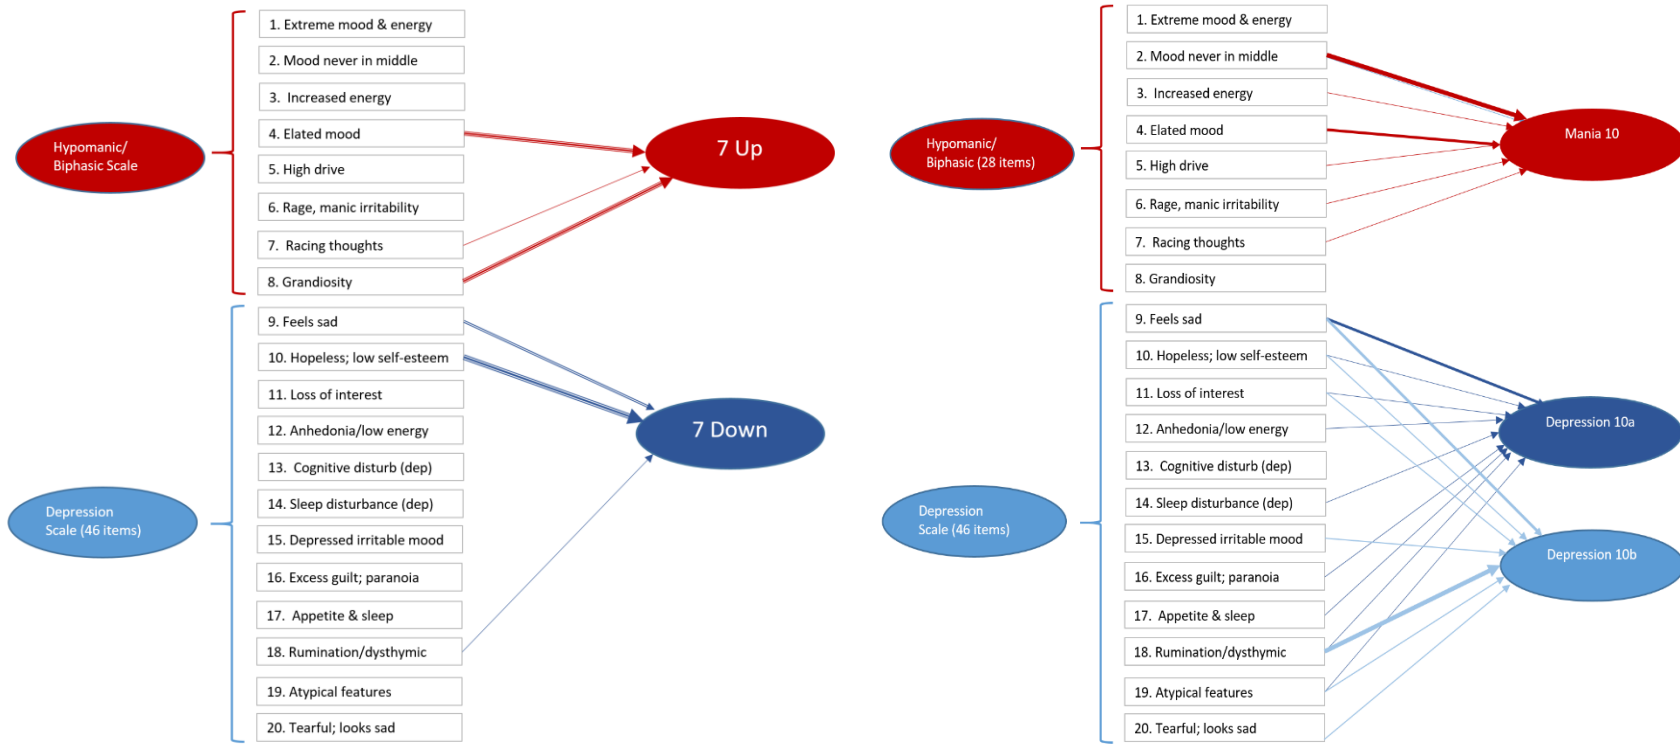 1. Extreme mood & energy
2. Mood never in middle
3. Increased energy
4. Elated mood
5. High drive
6. Rage, manic irritability
7. Racing thoughts
8. Grandiosity
Hypomanic/
Biphasic Scale
7 Up
9. Feels sad
10. Hopeless; low self-esteem
11. Loss of interest
12. Anhedonia/low energy
13. Cognitive disturb (dep)
14. Sleep disturbance (dep)
15. Depressed irritable mood
16. Excess guilt; paranoia
17. Appetite & sleep
18. Rumination/dysthymic
19. Atypical features
20. Tearful; looks sad
Depression
Scale (46 items)
7 Down
1. Extreme mood & energy
2. Mood never in middle
3. Increased energy
4. Elated mood
5. High drive
6. Rage, manic irritability
7. Racing thoughts
8. Grandiosity
Hypomanic/
Biphasic (28 items)
Mania 10
9. Feels sad
10. Hopeless; low self-esteem
11. Loss of interest
12. Anhedonia/low energy
13. Cognitive disturb (dep)
14. Sleep disturbance (dep)
15. Depressed irritable mood
16. Excess guilt; paranoia
17. Appetite & sleep
18. Rumination/dysthymic
19. Atypical features
20. Tearful; looks sad
Depression
Scale (46 items)
Depression 10a
Depression 10b